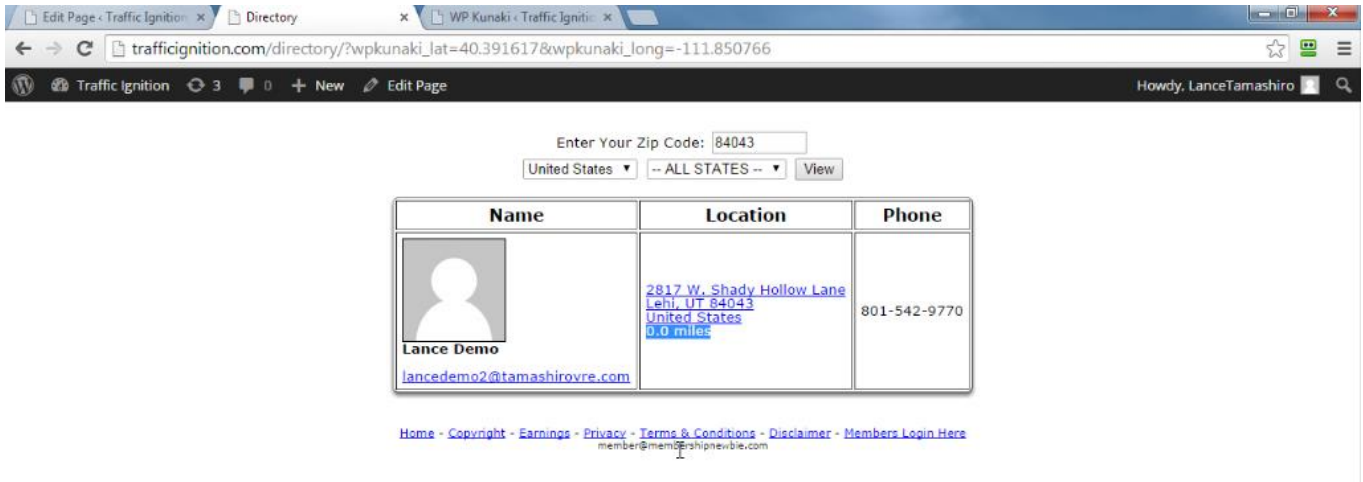 Edit Page ‹ Traffic Ignition
Directory
WP Kunaki ‹ Traffic Ignitio
trafficignition.com/directory/?wpkunaki_lat=40.391617&wpkunaki_long=-111.850766
Traffic Ignition 3 0 + New Edit Page Howdy, LanceTamashiro
Enter Your Zip Code: 84043
United States -- ALL STATES -- View
Name Location Phone
2817 W. Shady Hollow Lane
Lehi, UT 84043
United States
0.0 miles
801-542-9770
Lance Demo
lancedemo2@tamashirovre.com
Home - Copyright - Earnings - Privacy - Terms & Conditions - Disclaimer - Members Login Here
member@membershipnewbie.com